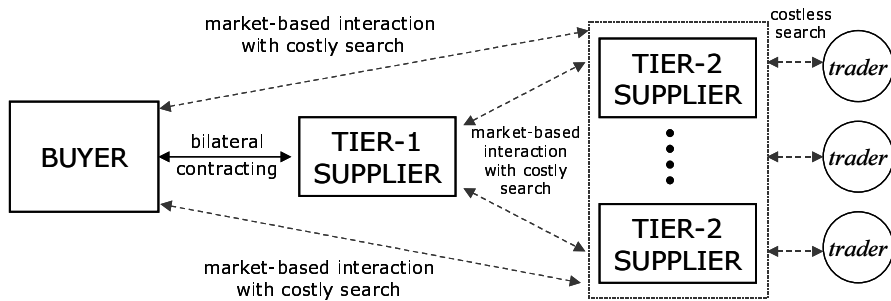 market-based interaction
with costly search
BUYER
bilateral
contracting
TIER-1
SUPPLIER
market-based
interaction
with costly
search
market-based interaction
with costly search
TIER-2
SUPPLIER
TIER-2
SUPPLIER
costless
search
trader
trader
trader